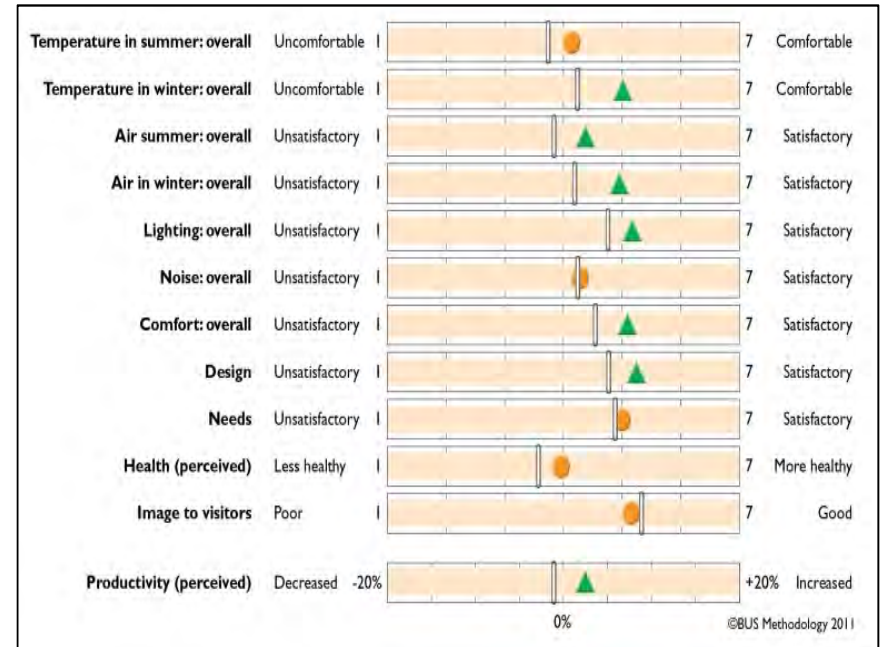 Temperature in summer: overall Uncomfortable 1 7 Comfortable
Temperature in winter: overall Uncomfortable 1 7 Comfortable
Air summer: overall Unsatisfactory 1 7 Satisfactory
Air in winter: overall Unsatisfactory 1 7 Satisfactory
Lighting: overall Unsatisfactory 1 7 Satisfactory
Noise: overall Unsatisfactory 1 7 Satisfactory
Comfort: overall Unsatisfactory 1 7 Satisfactory
Design Unsatisfactory 1 7 Satisfactory
Needs Unsatisfactory 1 7 Satisfactory
Health (perceived) Less healthy 1 7 More healthy
Image to visitors Poor 1 7 Good
Productivity (perceived) Decreased -20% +20% Increased
0% ©BUS Methodology 2011